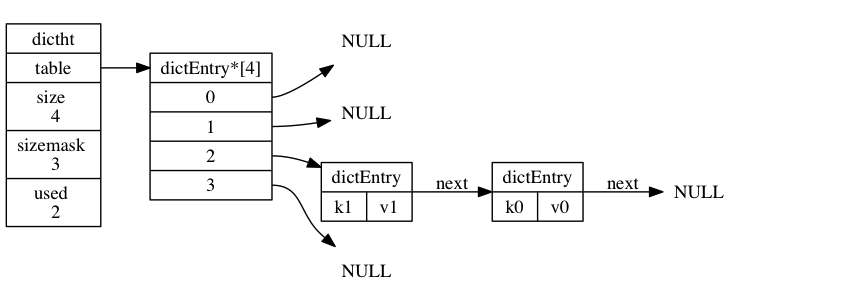 dictht
table
size
4
sizemask
3
used
2
dictEntry*[4]
0
1
2
3
NULL
NULL
dictEntry
k1 v1
next
dictEntry
k0 v0
next
NULL
NULL